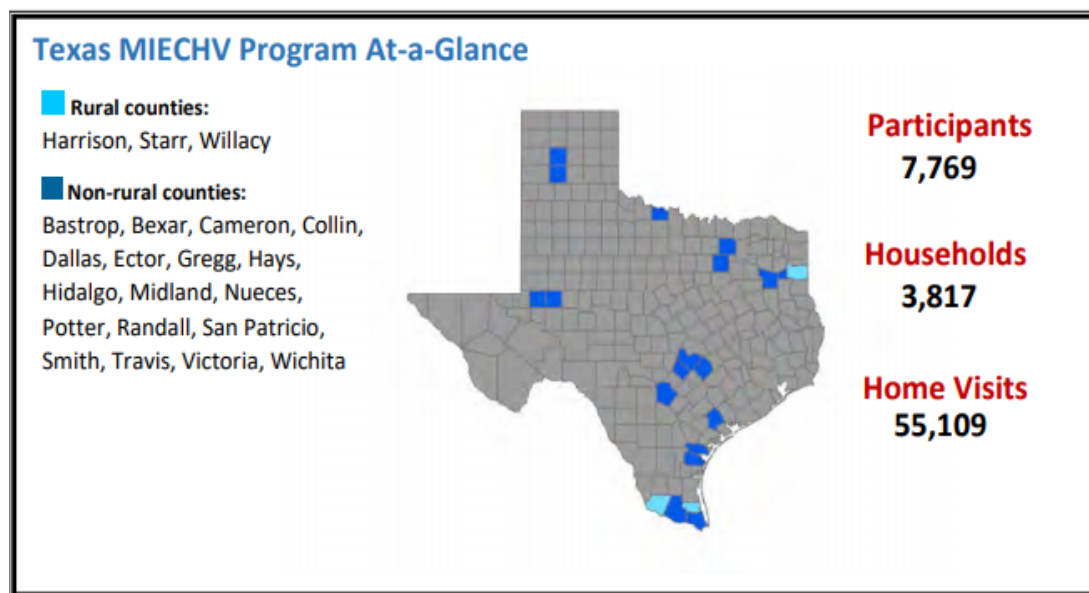 Texas MIECHV Program At-a-Glance
Rural counties:
Harrison, Starr, Willacy
Non-rural counties:
Bastrop, Bexar, Cameron, Collin,
Dallas, Ector, Gregg, Hays,
Hidalgo, Midland, Nueces,
Potter, Randall, San Patricio,
Smith, Travis, Victoria, Wichita
Participants
7,769
Households
3,817
Home Visits
55,109